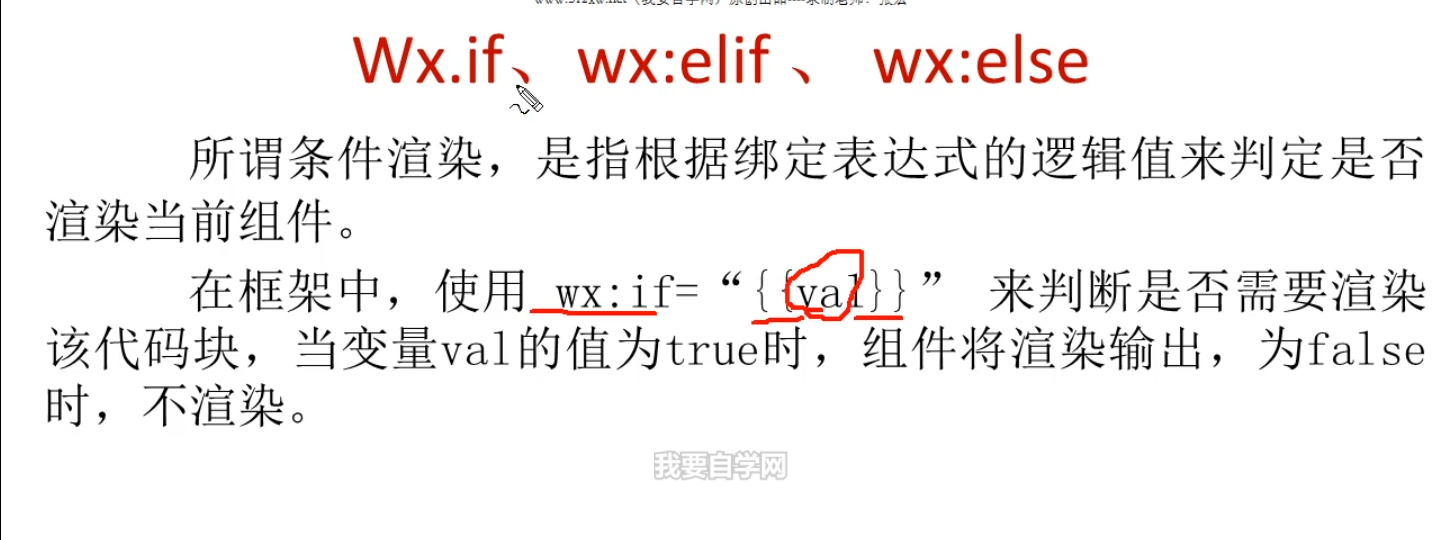 Wx.if、 wx:elif 、 wx:else
所谓条件渲染，是指根据绑定表达式的逻辑值来判定是否
渲染当前组件。
在框架中，使用 wx:if=“{{val}}” 来判断是否需要渲染
该代码块，当变量val的值为true时，组件将渲染输出，为false
时，不渲染。
我要自学网